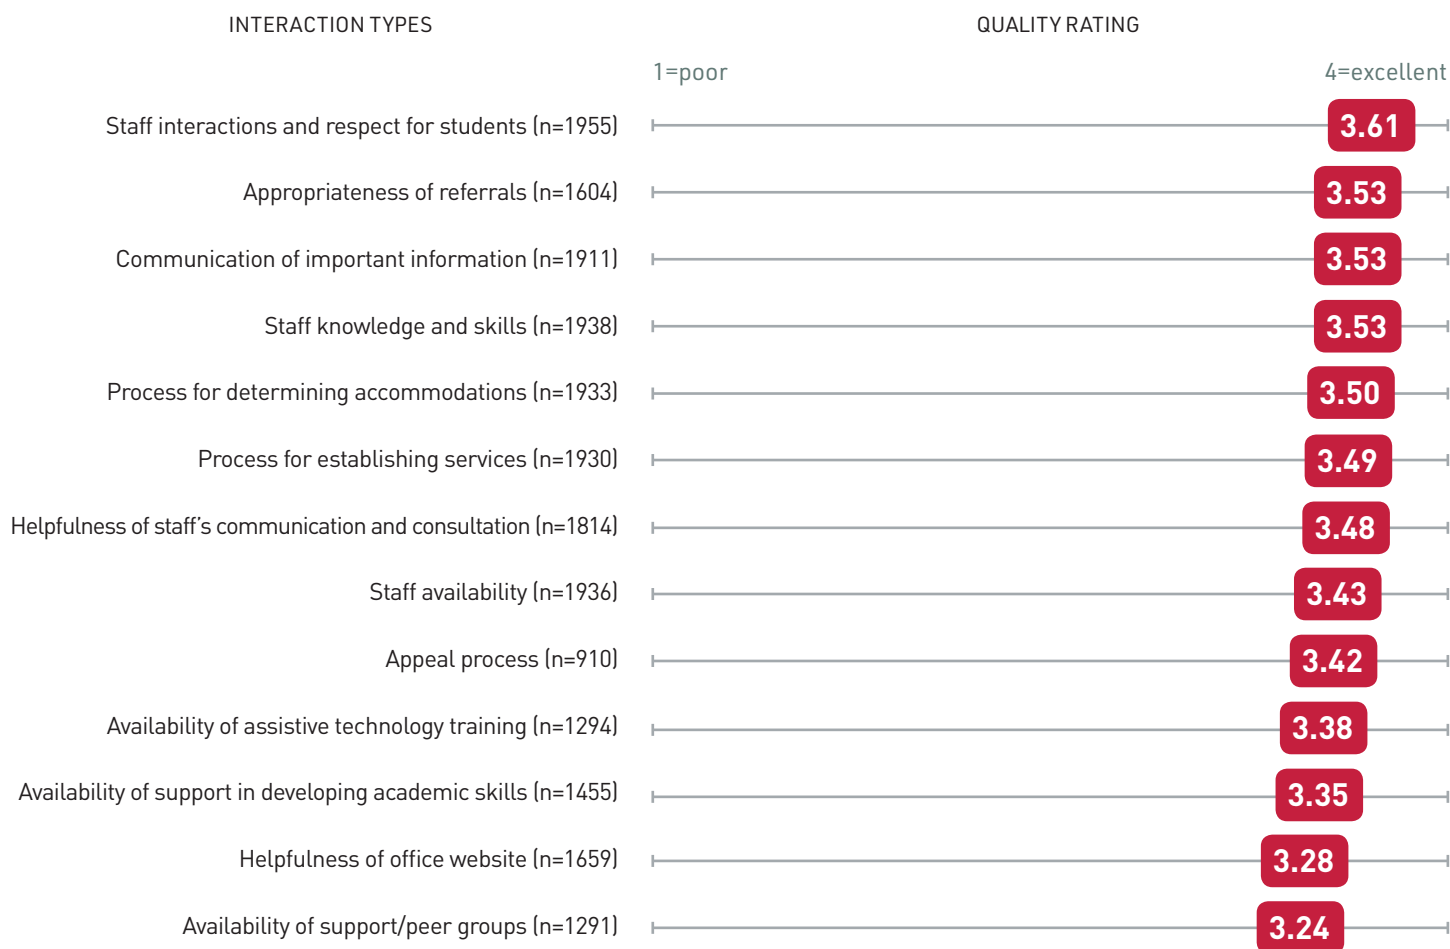 INTERACTION TYPES QUALITY RATING
1=poor 4=excellent
Staff interactions and respect for students (n=1955) 3.61
Appropriateness of referrals (n=1604) 3.53
Communication of important information (n=1911) 3.53
Staff knowledge and skills (n=1938) 3.53
Process for determining accommodations (n=1933) 3.50
Process for establishing services (n=1930) 3.49
Helpfulness of staff’s communication and consultation (n=1814) 3.48
Staff availability (n=1936) 3.43
Appeal process (n=910) 3.42
Availability of assistive technology training (n=1294) 3.38
Availability of support in developing academic skills (n=1455) 3.35
Helpfulness of office website (n=1659) 3.28
Availability of support/peer groups (n=1291) 3.24